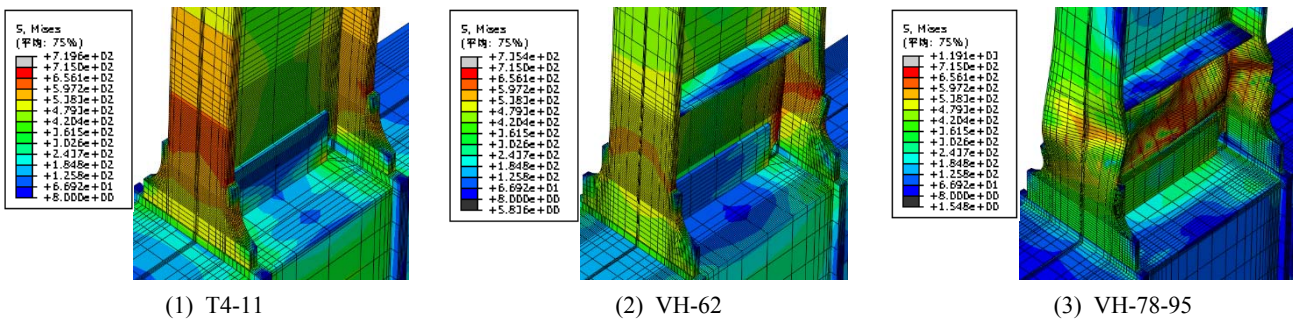 S, Mises
(平均: 75%)
+7.196e+02
+7.150e+02
+6.561e+02
+5.972e+02
+5.383e+02
+4.793e+02
+4.204e+02
+3.615e+02
+3.026e+02
+2.437e+02
+1.848e+02
+1.258e+02
+6.692e+01
+8.000e+00
(1) T4-11
S, Mises
(平均: 75%)
+7.354e+02
+7.150e+02
+6.561e+02
+5.972e+02
+5.383e+02
+4.793e+02
+4.204e+02
+3.615e+02
+3.026e+02
+2.437e+02
+1.848e+02
+1.258e+02
+6.692e+01
+8.000e+00
+5.836e+00
(2) VH-62
S, Mises
(平均: 75%)
+1.191e+03
+7.150e+02
+6.561e+02
+5.972e+02
+5.383e+02
+4.793e+02
+4.204e+02
+3.615e+02
+3.026e+02
+2.437e+02
+1.848e+02
+1.258e+02
+6.692e+01
+8.000e+00
+1.548e+00
(3) VH-78-95